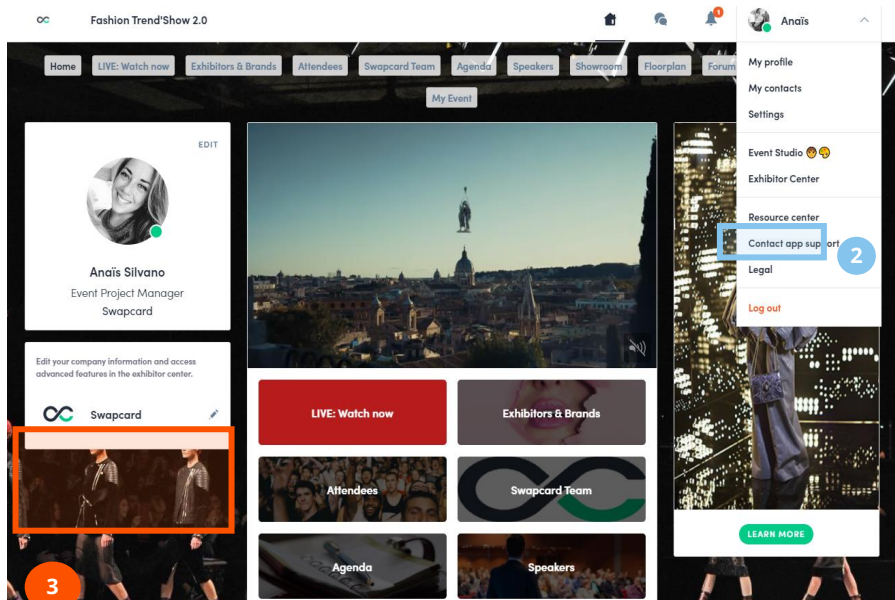 Fashion Trend'Show 2.0
1
Anaïs
Home
LIVE: Watch now
Exhibitors & Brands
Attendees
Swapcard Team
Agenda
Speakers
Showroom
Floorplan
Forum
My Event
My profile
My contacts
Settings
Event Studio
Exhibitor Center
Resource center
Contact app support
2
Legal
Log out
EDIT
Anaïs Silvano
Event Project Manager
Swapcard
Edit your company information and access
advanced features in the exhibitor center.
Swapcard
3
LIVE: Watch now
Exhibitors & Brands
Attendees
Swapcard Team
Agenda
Speakers
LEARN MORE